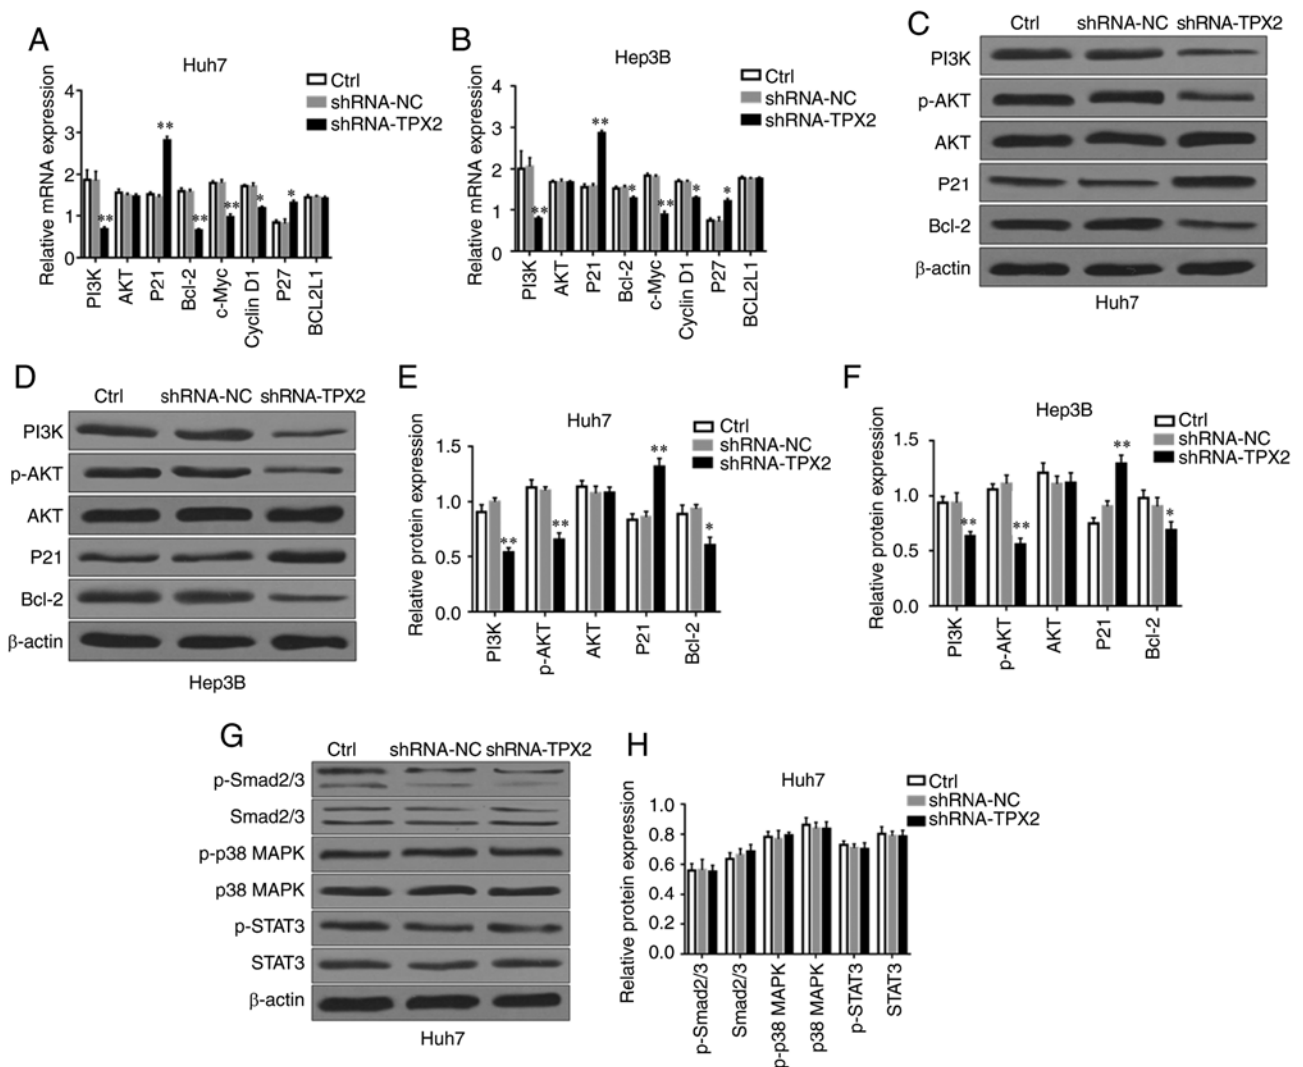 A
Huh7
Ctrl
shRNA-NC
shRNA-TPX2
Relative mRNA expression
4
3
2
1
0
**
**
**
**
*
*
PI3K
AKT
P21
Bcl-2
c-Myc
Cyclin D1
P27
BCL2L1
B
Hep3B
Ctrl
shRNA-NC
shRNA-TPX2
Relative mRNA expression
4
3
2
1
0
**
**
*
**
*
*
PI3K
AKT
P21
Bcl-2
c-Myc
Cyclin D1
P27
BCL2L1
C
Ctrl shRNA-NC shRNA-TPX2
PI3K
p-AKT
AKT
P21
Bcl-2
β-actin
Huh7
D
Ctrl shRNA-NC shRNA-TPX2
PI3K
p-AKT
AKT
P21
Bcl-2
β-actin
Hep3B
E
Huh7
Ctrl
shRNA-NC
shRNA-TPX2
Relative protein expression
1.5
1.0
0.5
0.0
**
**
**
*
PI3K
p-AKT
AKT
P21
Bcl-2
F
Hep3B
Ctrl
shRNA-NC
shRNA-TPX2
Relative protein expression
1.5
1.0
0.5
0.0
**
**
**
*
PI3K
p-AKT
AKT
P21
Bcl-2
G
Ctrl shRNA-NC shRNA-TPX2
p-Smad2/3
Smad2/3
p-p38 MAPK
p38 MAPK
p-STAT3
STAT3
β-actin
Huh7
H
Huh7
Ctrl
shRNA-NC
shRNA-TPX2
Relative protein expression
1.0
0.8
0.6
0.4
0.2
0.0
p-Smad2/3
Smad2/3
p-p38 MAPK
p38 MAPK
p-STAT3
STAT3